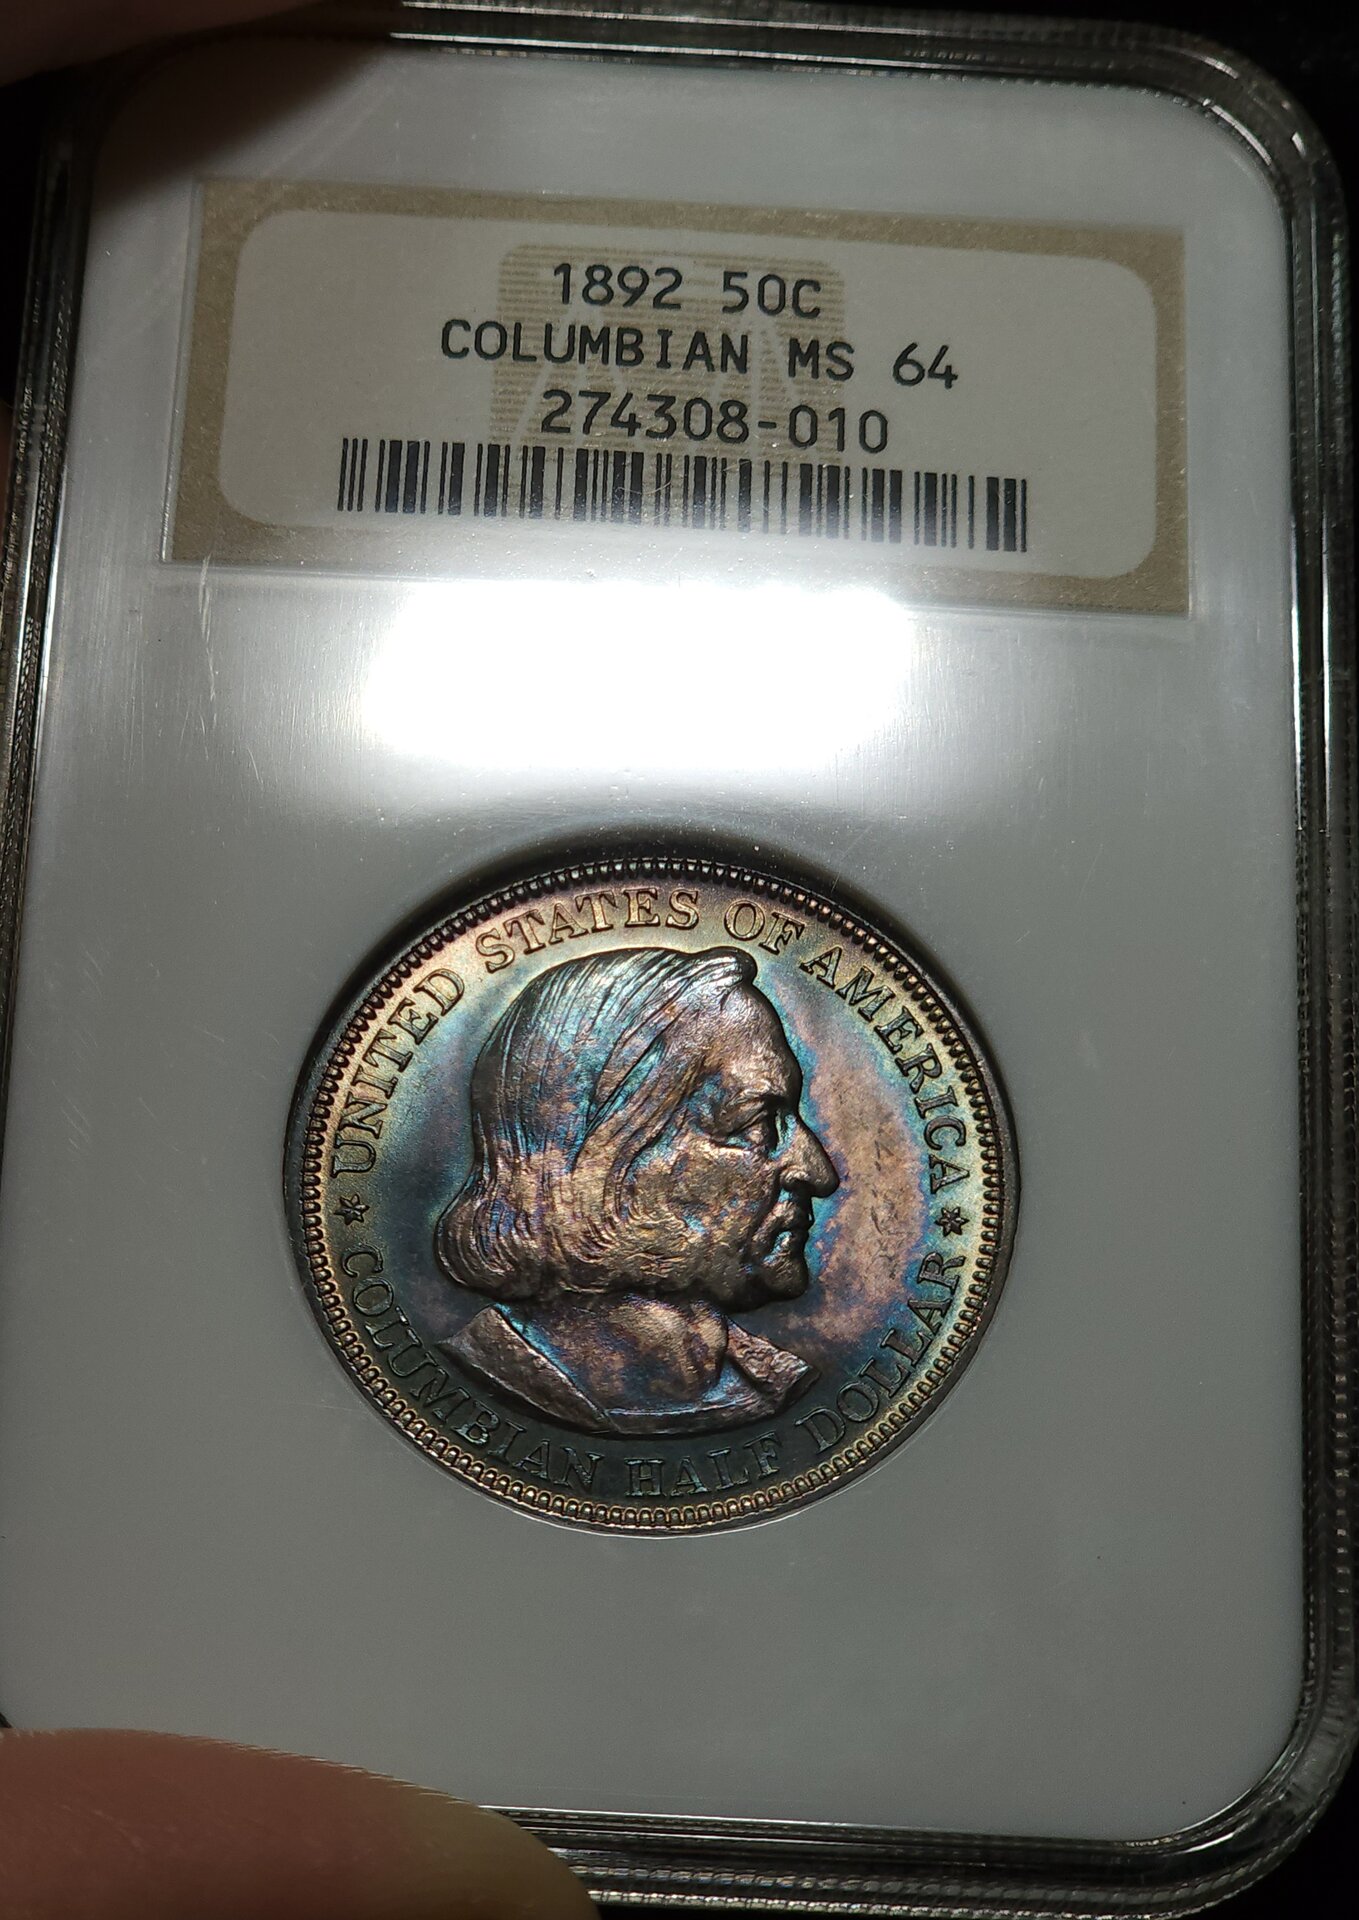 1892 50C
COLUMBIAN MS 64
274308-010
UNITED STATES OF AMERICA
COLUMBIAN HALF DOLLAR